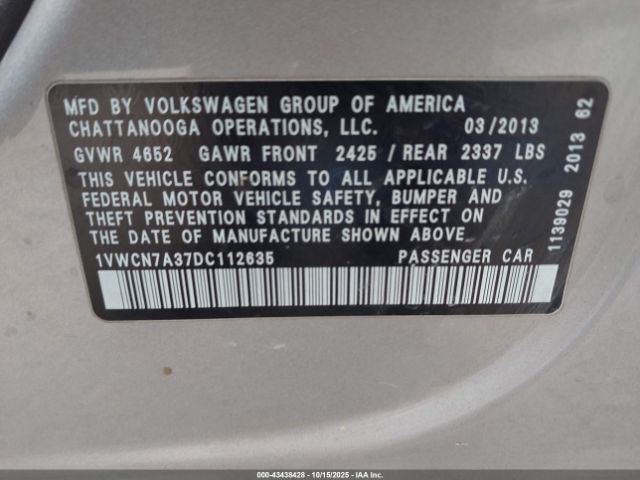 MFD BY VOLKSWAGEN GROUP OF AMERICA
CHATTANOOGA OPERATIONS, LLC. 03/2013
GVWR 4652 GAWR FRONT 2425 / REAR 2337 LBS
THIS VEHICLE CONFORMS TO ALL APPLICABLE U.S.
FEDERAL MOTOR VEHICLE SAFETY, BUMPER AND
THEFT PREVENTION STANDARDS IN EFFECT ON
THE DATE OF MANUFACTURE SHOWN ABOVE.
1VWCN7A37DC112635 PASSENGER CAR
1139029 2013 62
000-43438428 - 10/15/2025 - IAAI.com